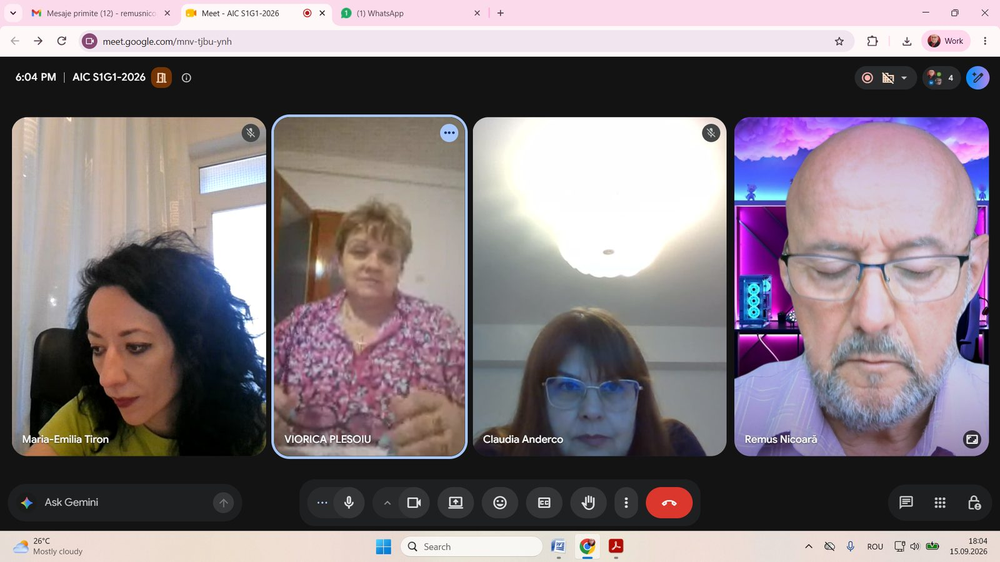 Mesaje primite (12) - remusnico
Meet - AIC S1G1-2026
(1) WhatsApp
meet.google.com/mnv-tjbu-ynh
Work
6:04 PM | AIC S1G1-2026
4
Maria-Emilia Tiron
VIORICA PLESOIU
Claudia Anderco
Remus Nicoară
Ask Gemini
26°C
Mostly cloudy
Search
ROU
18:04
15.09.2026